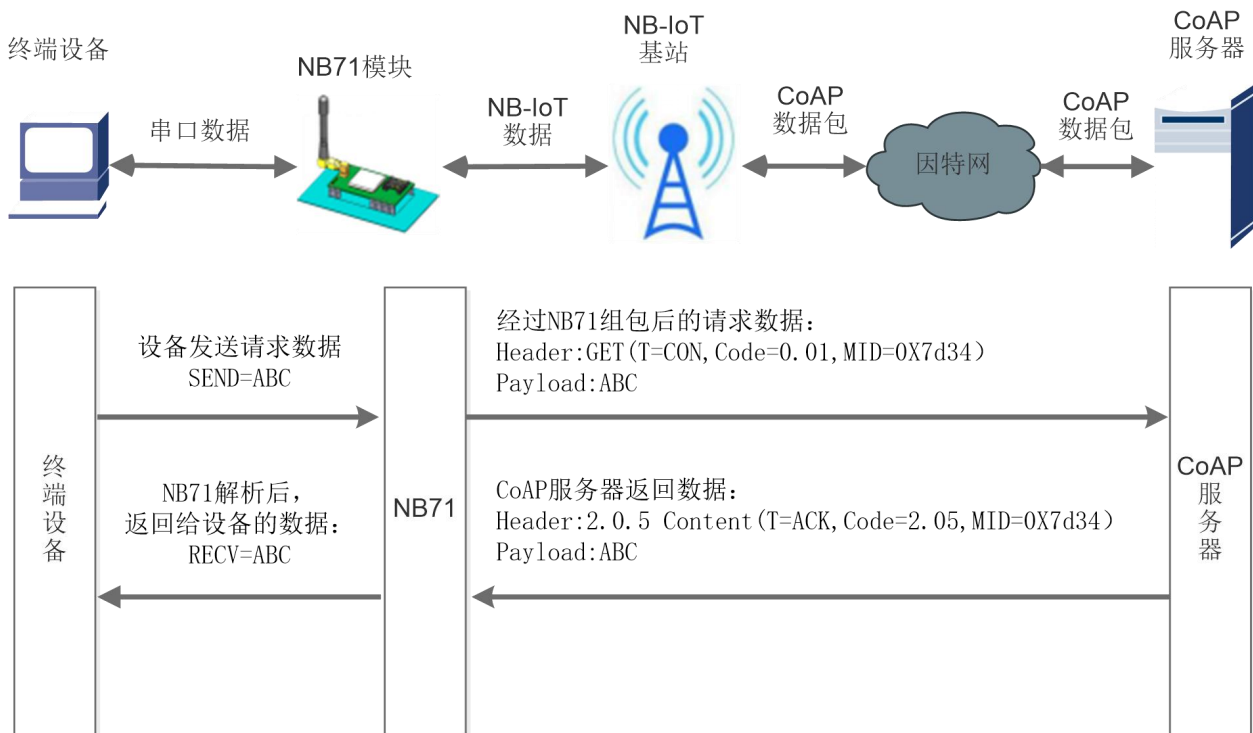 终端设备
NB71模块
NB-IoT
基站
CoAP
服务器
串口数据
NB-IoT
数据
CoAP
数据包
因特网
CoAP
数据包
设备发送请求数据
SEND=ABC
经过NB71组包后的请求数据:
Header:GET(T=CON,Code=0.01,MID=0X7d34)
Payload:ABC
终
端
设
备
NB71解析后,
返回给设备的数据:
RECV=ABC
NB71
CoAP服务器返回数据:
Header:2.0.5 Content(T=ACK,Code=2.05,MID=0X7d34)
Payload:ABC
CoAP
服
务
器